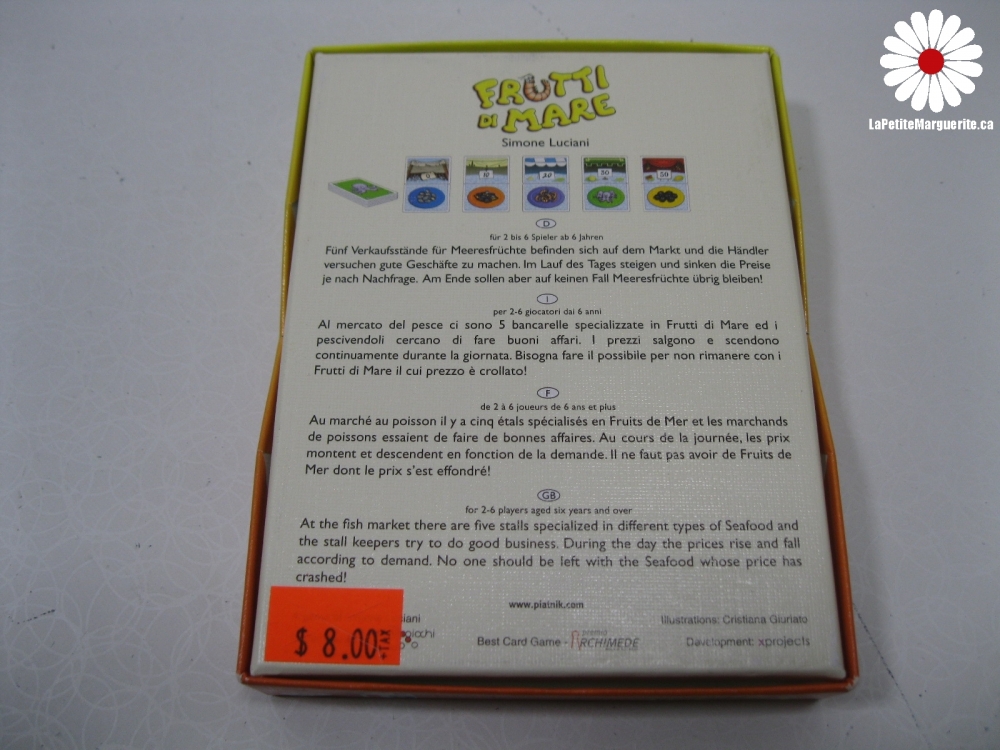 LaPetiteMarguerite.ca
FRUTTI
DI MARE
Simone Luciani
10
20
30
50
D
für 2 bis 6 Spieler ab 6 Jahren
Fünf Verkaufsstände für Meeresfrüchte befinden sich auf dem Markt und die Händler
versuchen gute Geschäfte zu machen. Im Lauf des Tages steigen und sinken die Preise
je nach Nachfrage. Am Ende sollen aber auf keinen Fall Meeresfrüchte übrig bleiben!
I
per 2-6 giocatori dai 6 anni
Al mercato del pesce ci sono 5 bancarelle specializzate in Frutti di Mare ed i
pescivendoli cercano di fare buoni affari. I prezzi salgono e scendono
continuamente durante la giornata. Bisogna fare il possibile per non rimanere con i
Frutti di Mare il cui prezzo è crollato!
F
de 2 à 6 joueurs de 6 ans et plus
Au marché au poisson il y a cinq étals spécialisés en Fruits de Mer et les marchands
de poissons essaient de faire de bonnes affaires. Au cours de la journée, les prix
montent et descendent en fonction de la demande. Il ne faut pas avoir de Fruits de
Mer dont le prix s'est effondré!
GB
for 2-6 players aged six years and over
At the fish market there are five stalls specialized in different types of Seafood and
the stall keepers try to do good business. During the day the prices rise and fall
according to demand. No one should be left with the Seafood whose price has
crashed!
www.piatnik.com
iani
Illustrations: Cristiana Giuriato
giochi
Best Card Game - premio ARCHIMEDE
Development: xprojects
$ 8.00 +TAX